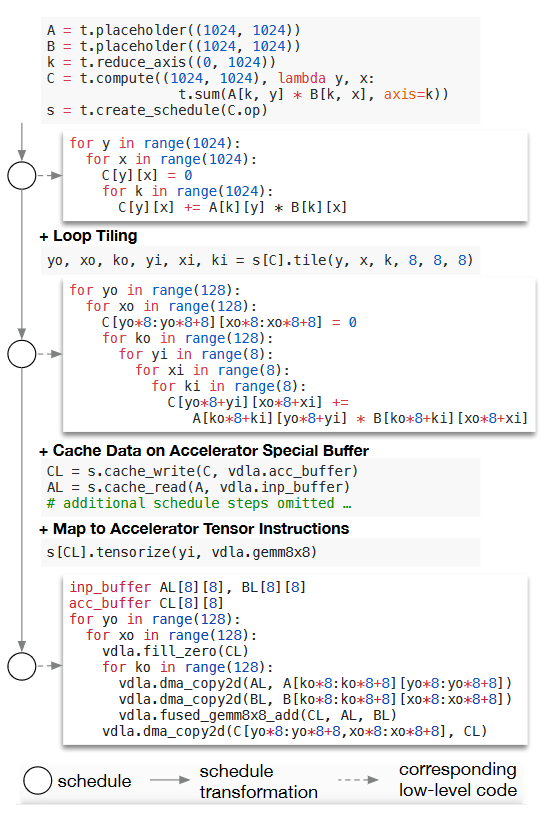 A = t.placeholder((1024, 1024))
B = t.placeholder((1024, 1024))
k = t.reduce_axis((0, 1024))
C = t.compute((1024, 1024), lambda y, x:
t.sum(A[k, y] * B[k, x], axis=k))
s = t.create_schedule(C.op)
for y in range(1024):
for x in range(1024):
C[y][x] = 0
for k in range(1024):
C[y][x] += A[k][y] * B[k][x]
+ Loop Tiling
yo, xo, ko, yi, xi, ki = s[C].tile(y, x, k, 8, 8, 8)
for yo in range(128):
for xo in range(128):
C[yo*8:yo*8+8][xo*8:xo*8+8] = 0
for ko in range(128):
for yi in range(8):
for xi in range(8):
for ki in range(8):
C[yo*8+yi][xo*8+xi] +=
A[ko*8+ki][yo*8+yi] * B[ko*8+ki][xo*8+xi]
+ Cache Data on Accelerator Special Buffer
CL = s.cache_write(C, vdla.acc_buffer)
AL = s.cache_read(A, vdla.inp_buffer)
# additional schedule steps omitted …
+ Map to Accelerator Tensor Instructions
s[CL].tensorize(yi, vdla.gemm8x8)
inp_buffer AL[8][8], BL[8][8]
acc_buffer CL[8][8]
for yo in range(128):
for xo in range(128):
vdla.fill_zero(CL)
for ko in range(128):
vdla.dma_copy2d(AL, A[ko*8:ko*8+8][yo*8:yo*8+8])
vdla.dma_copy2d(BL, B[ko*8:ko*8+8][xo*8:xo*8+8])
vdla.fused_gemm8x8_add(CL, AL, BL)
vdla.dma_copy2d(C[yo*8:yo*8+8,xo*8:xo*8+8], CL)
schedule
schedule transformation
corresponding low-level code